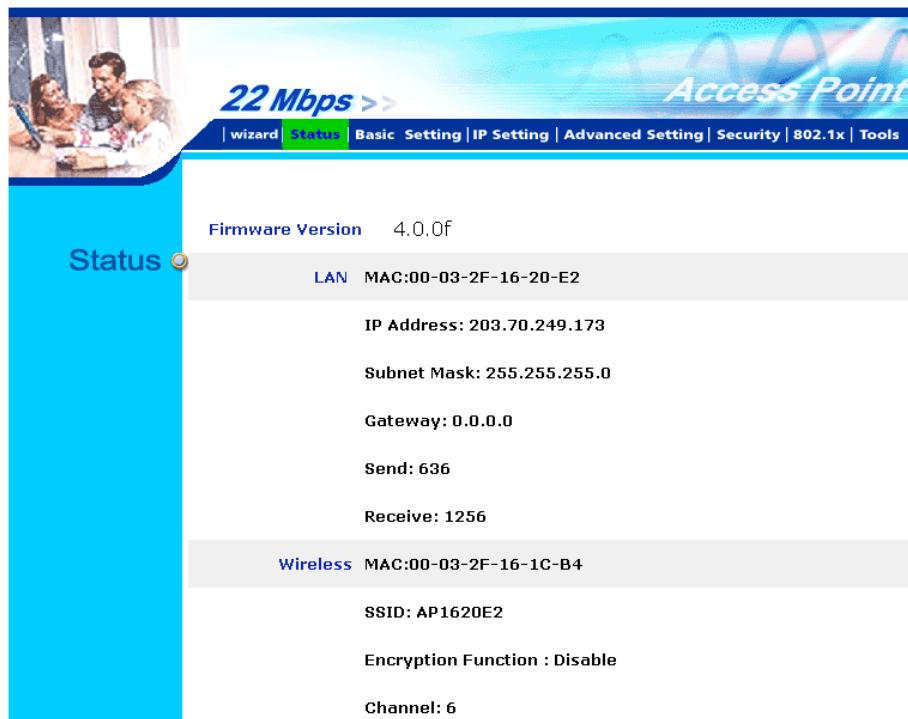 22 Mbps >>
Access Point
| wizard | Status | Basic Setting | IP Setting | Advanced Setting | Security | 802.1x | Tools
Status
Firmware Version 4.0.0f
LAN MAC:00-03-2F-16-20-E2
IP Address: 203.70.249.173
Subnet Mask: 255.255.255.0
Gateway: 0.0.0.0
Send: 636
Receive: 1256
Wireless MAC:00-03-2F-16-1C-B4
SSID: AP1620E2
Encryption Function : Disable
Channel: 6